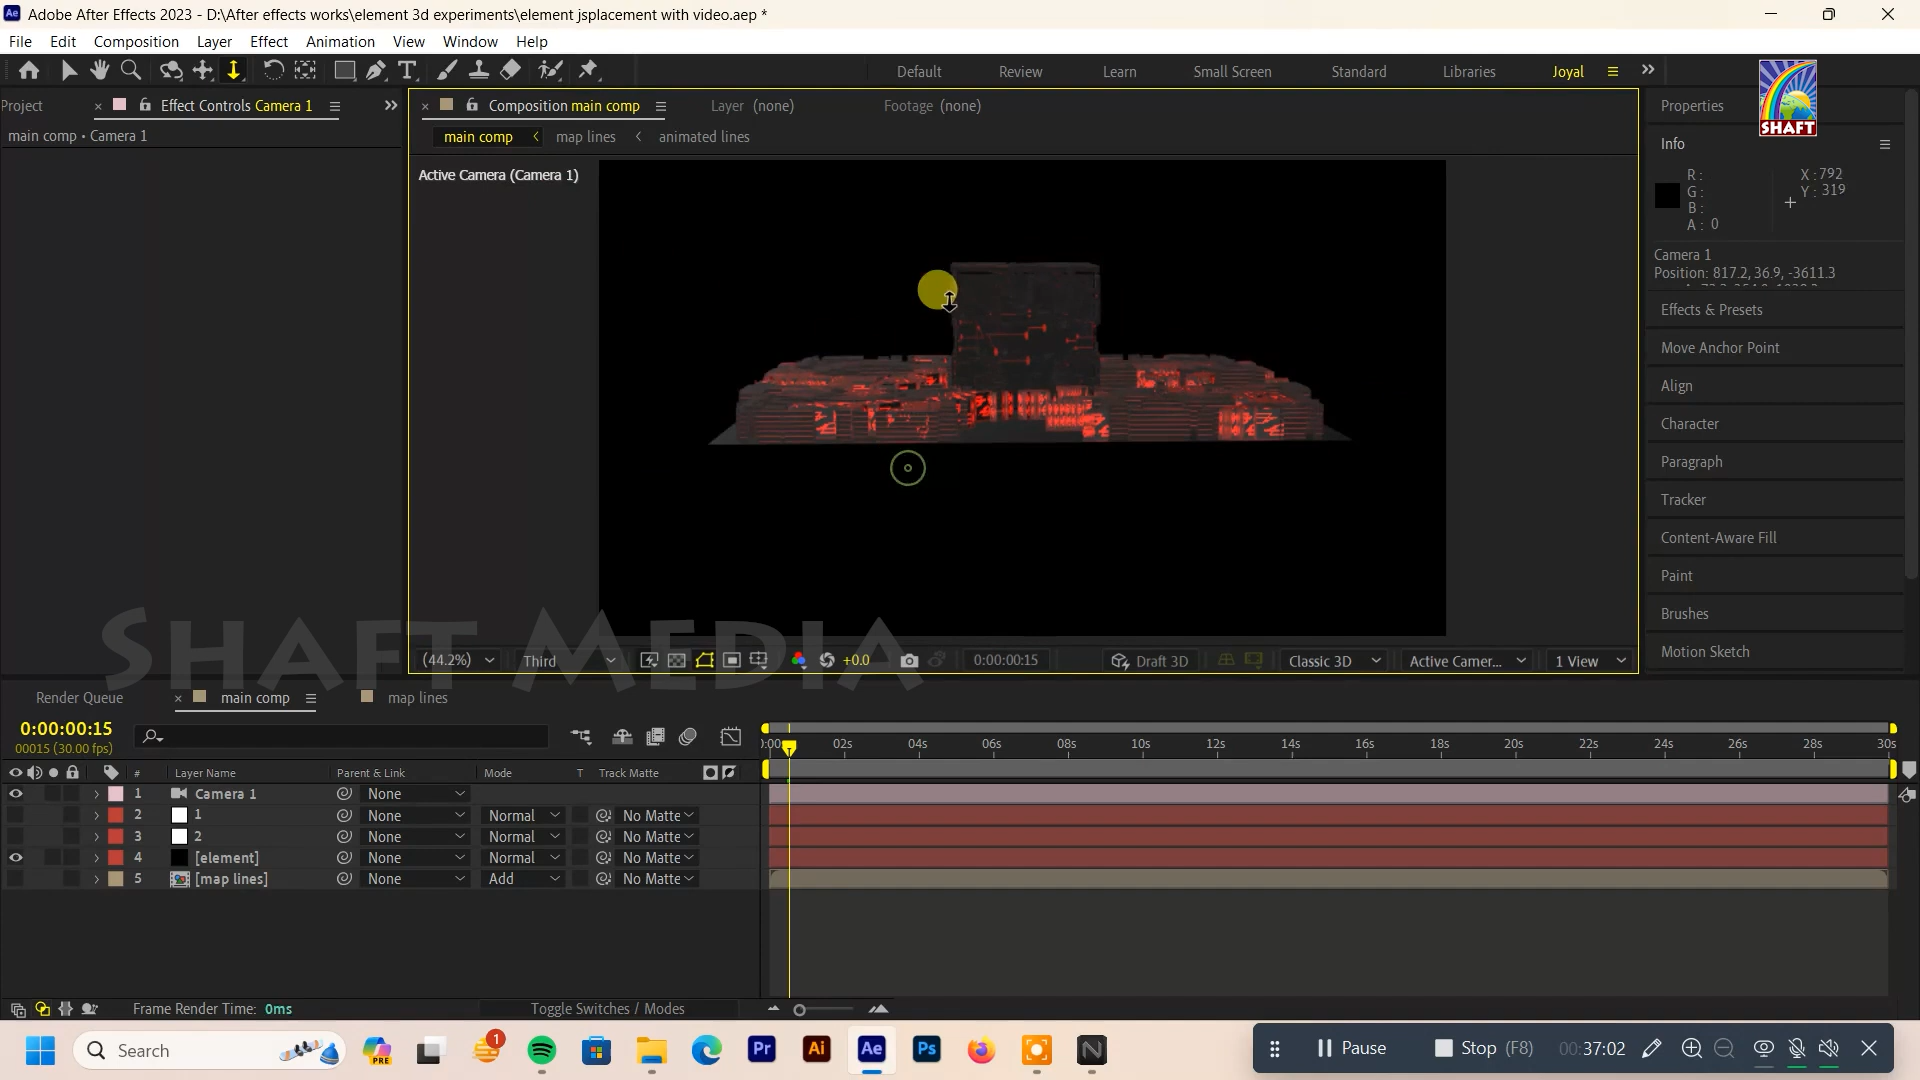 Adobe After Effects 2023 - D:\After effects works\element 3d experiments\element jsplacement with video.aep *
File Edit Composition Layer Effect Animation View Window Help
Default Review Learn Small Screen Standard Libraries Joyal
SHAFT
Project Effect Controls Camera 1
main comp • Camera 1
Composition main comp Layer (none) Footage (none)
main comp < map lines < animated lines
Active Camera (Camera 1)
Properties
Info
R :
G :
B :
A : 0
X : 792
Y : 319
Camera 1
Position: 817.2, 36.9, -3611.3
Effects & Presets
Move Anchor Point
Align
Character
Paragraph
Tracker
Content-Aware Fill
Paint
Brushes
Motion Sketch
SHAFT MEDIA
(44.2%) Third +0.0 0:00:00:15 Draft 3D Classic 3D Active Camer... 1 View
Render Queue main comp map lines
0:00:00:15
00015 (30.00 fps)
):00 02s 04s 06s 08s 10s 12s 14s 16s 18s 20s 22s 24s 26s 28s 30s
# Layer Name Parent & Link Mode T Track Matte
1 Camera 1 None
2 1 None Normal No Matte
3 2 None Normal No Matte
4 [element] None Normal No Matte
5 [map lines] None Add No Matte
Frame Render Time: 0ms Toggle Switches / Modes
Search PRE 1 Pr Ai Ae Ps N Pause Stop (F8) 00:37:02